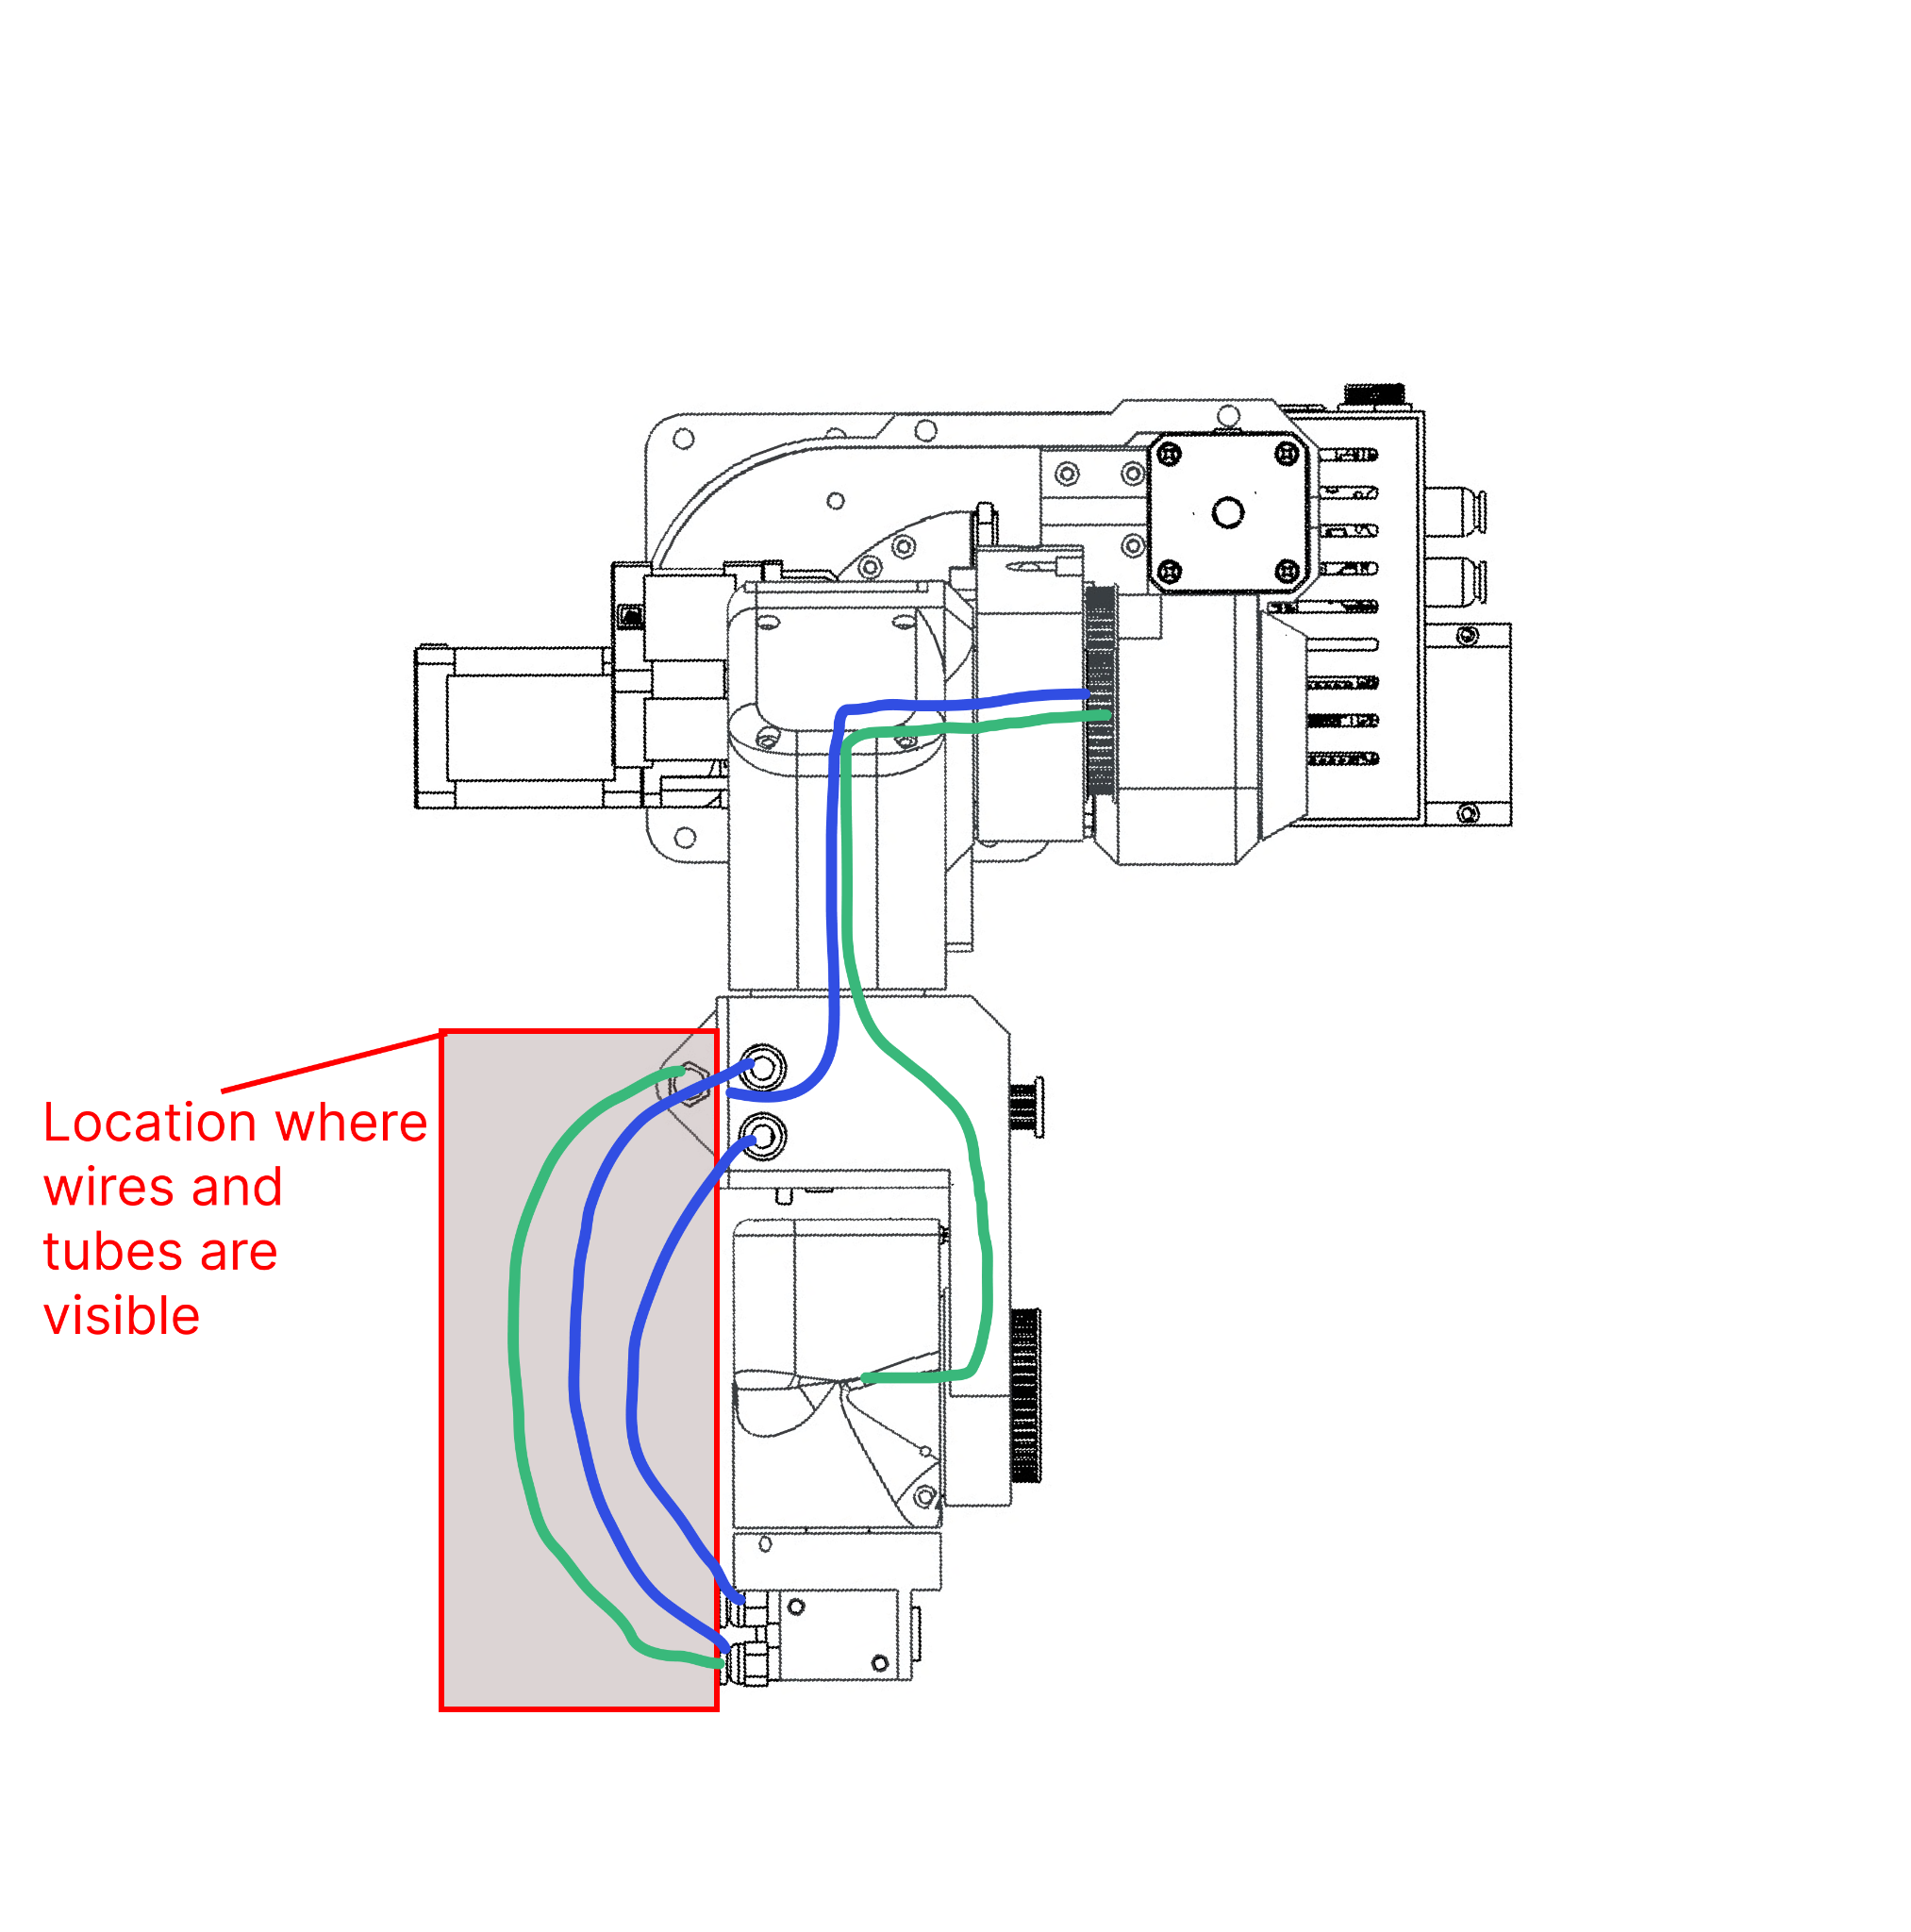 Location where
wires and
tubes are
visible